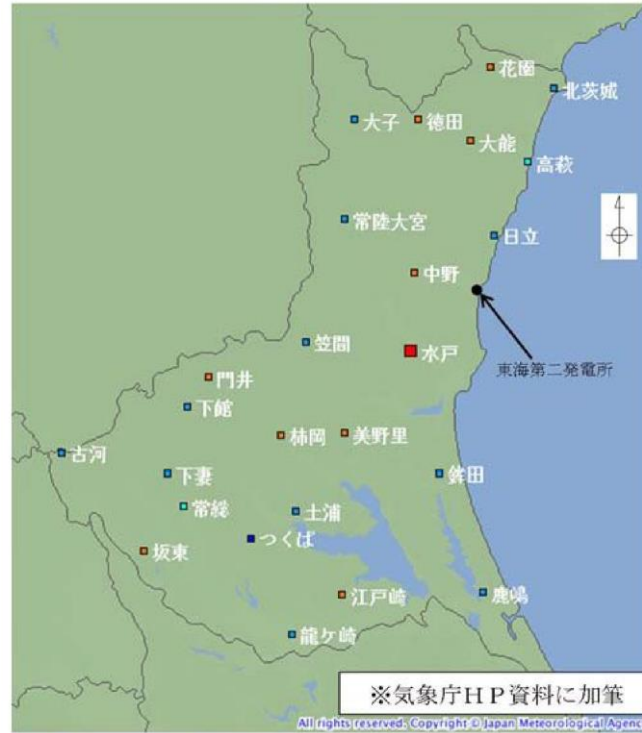 花園
北茨城
大子
徳田
大能
高萩
常陸大宮
日立
中野
笠間
水戸
東海第二発電所
門井
下館
柿岡
美野里
古河
下妻
鉾田
常総
土浦
つくば
坂東
江戸崎
鹿嶋
龍ケ崎
※気象庁HP資料に加筆
All rights reserved. Copyright © Japan Meteorological Agenc